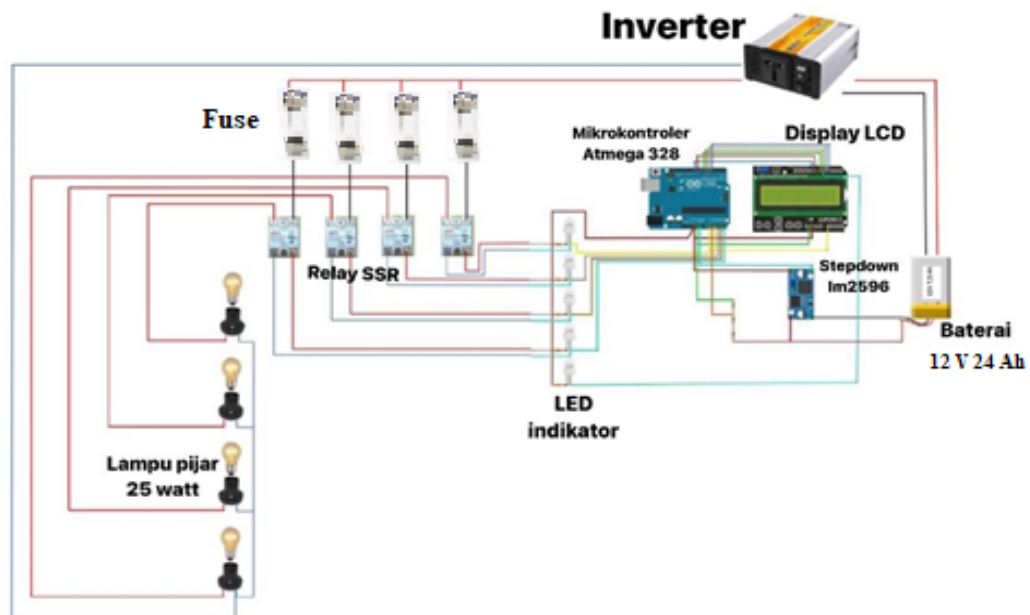 Inverter
Fuse
Mikrokontroler
Atmega 328
Display LCD
Relay SSR
Stepdown
lm2596
Baterai
12 V 24 Ah
LED
indikator
Lampu pijar
25 watt